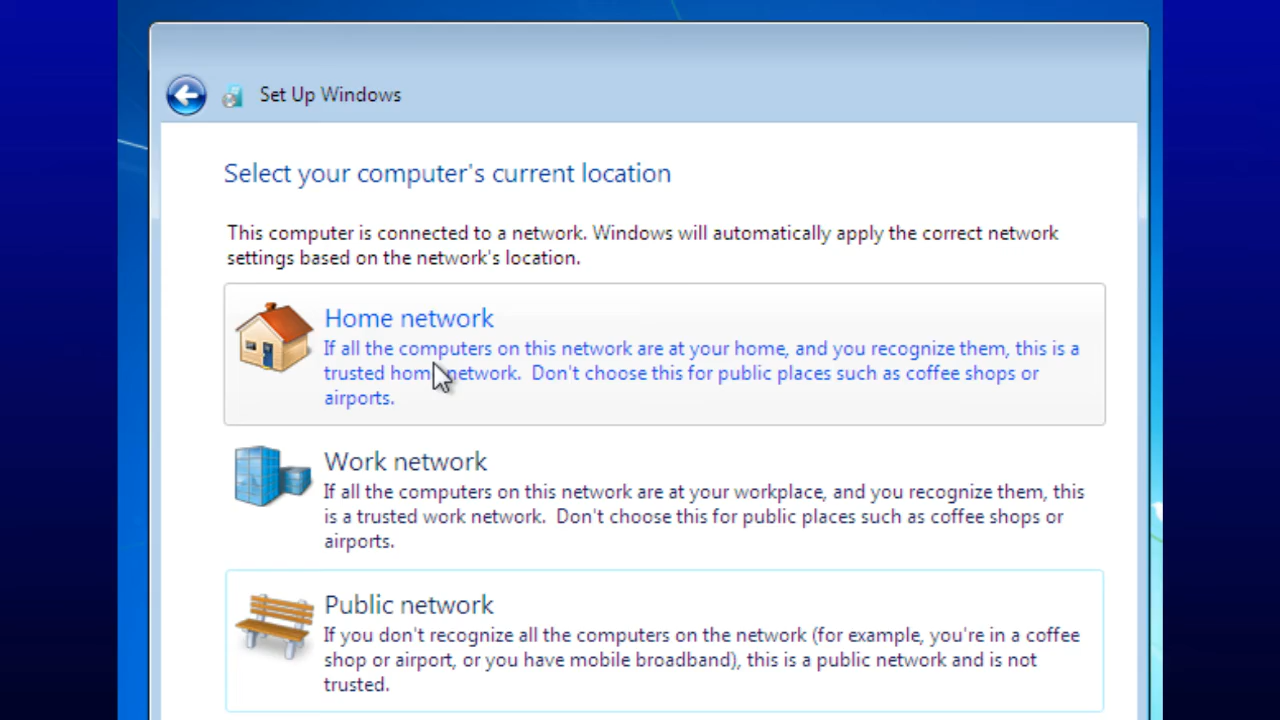 Set Up Windows
Select your computer's current location
This computer is connected to a network. Windows will automatically apply the correct network
settings based on the network's location.
Home network
If all the computers on this network are at your home, and you recognize them, this is a
trusted home network. Don't choose this for public places such as coffee shops or
airports.
Work network
If all the computers on this network are at your workplace, and you recognize them, this
is a trusted work network. Don't choose this for public places such as coffee shops or
airports.
Public network
If you don't recognize all the computers on the network (for example, you're in a coffee
shop or airport, or you have mobile broadband), this is a public network and is not
trusted.